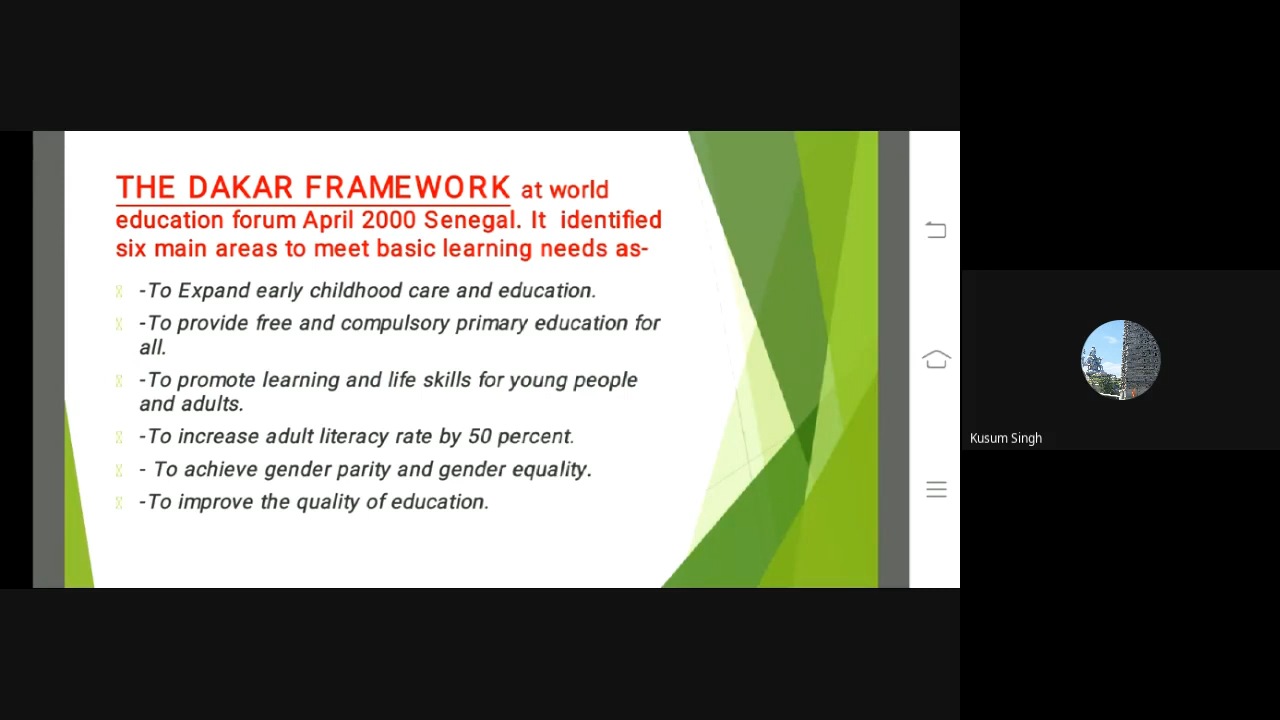 THE DAKAR FRAMEWORK at world
education forum April 2000 Senegal. It identified
six main areas to meet basic learning needs as-
-To Expand early childhood care and education.
-To provide free and compulsory primary education for
all.
-To promote learning and life skills for young people
and adults.
-To increase adult literacy rate by 50 percent.
- To achieve gender parity and gender equality.
-To improve the quality of education.
Kusum Singh